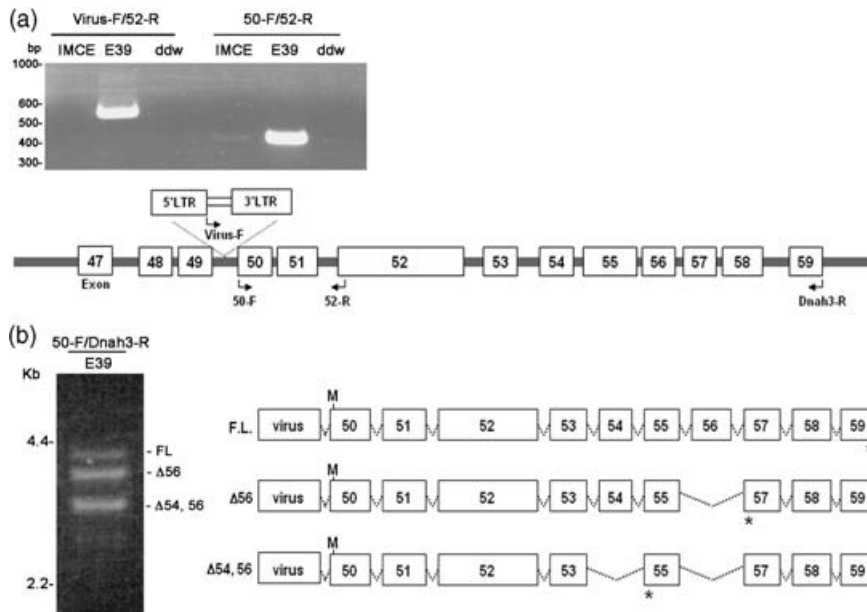 (a)
Virus-F/52-R 50-F/52-R
bp IMCE E39 ddw IMCE E39 ddw
1000-
600-
400-
300-
5'LTR 3'LTR
Virus-F
47 48 49 50 51 52 53 54 55 56 57 58 59
Exon
50-F 52-R Dnah3-R
(b)
50-F/Dnah3-R
E39
Kb
4.4-
2.2-
- FL
- Δ56
- Δ54, 56
M
F.L. virus 50 51 52 53 54 55 56 57 58 59
*
M
Δ56 virus 50 51 52 53 54 55 57 58 59
*
M
Δ54, 56 virus 50 51 52 53 55 57 58 59
*